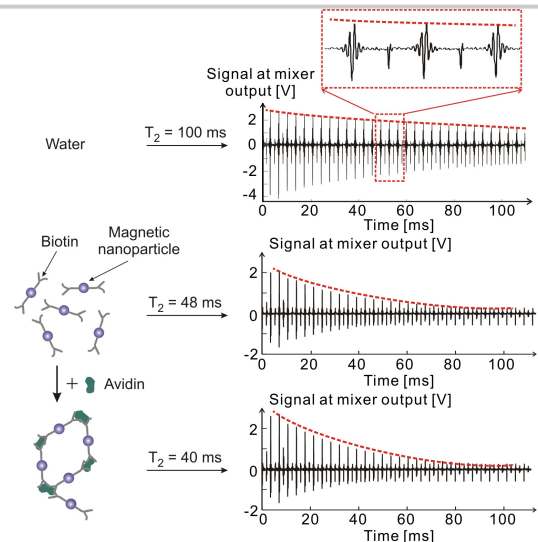 Signal at mixer
output [V]
Water
T2 = 100 ms
2
0
-2
-4
0 20 40 60 80 100
Time [ms]
Biotin
Magnetic
nanoparticle
T2 = 48 ms
Signal at mixer output [V]
2
0
-2
0 20 40 60 80 100
Time [ms]
+ Avidin
T2 = 40 ms
Signal at mixer output [V]
2
0
-2
0 20 40 60 80 100
Time [ms]